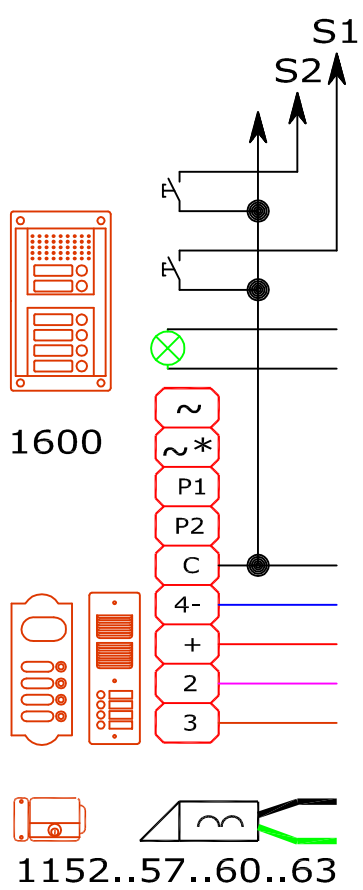 S1
S2
1600
~
~*
P1
P2
C
4-
+
2
3
1152..57..60..63